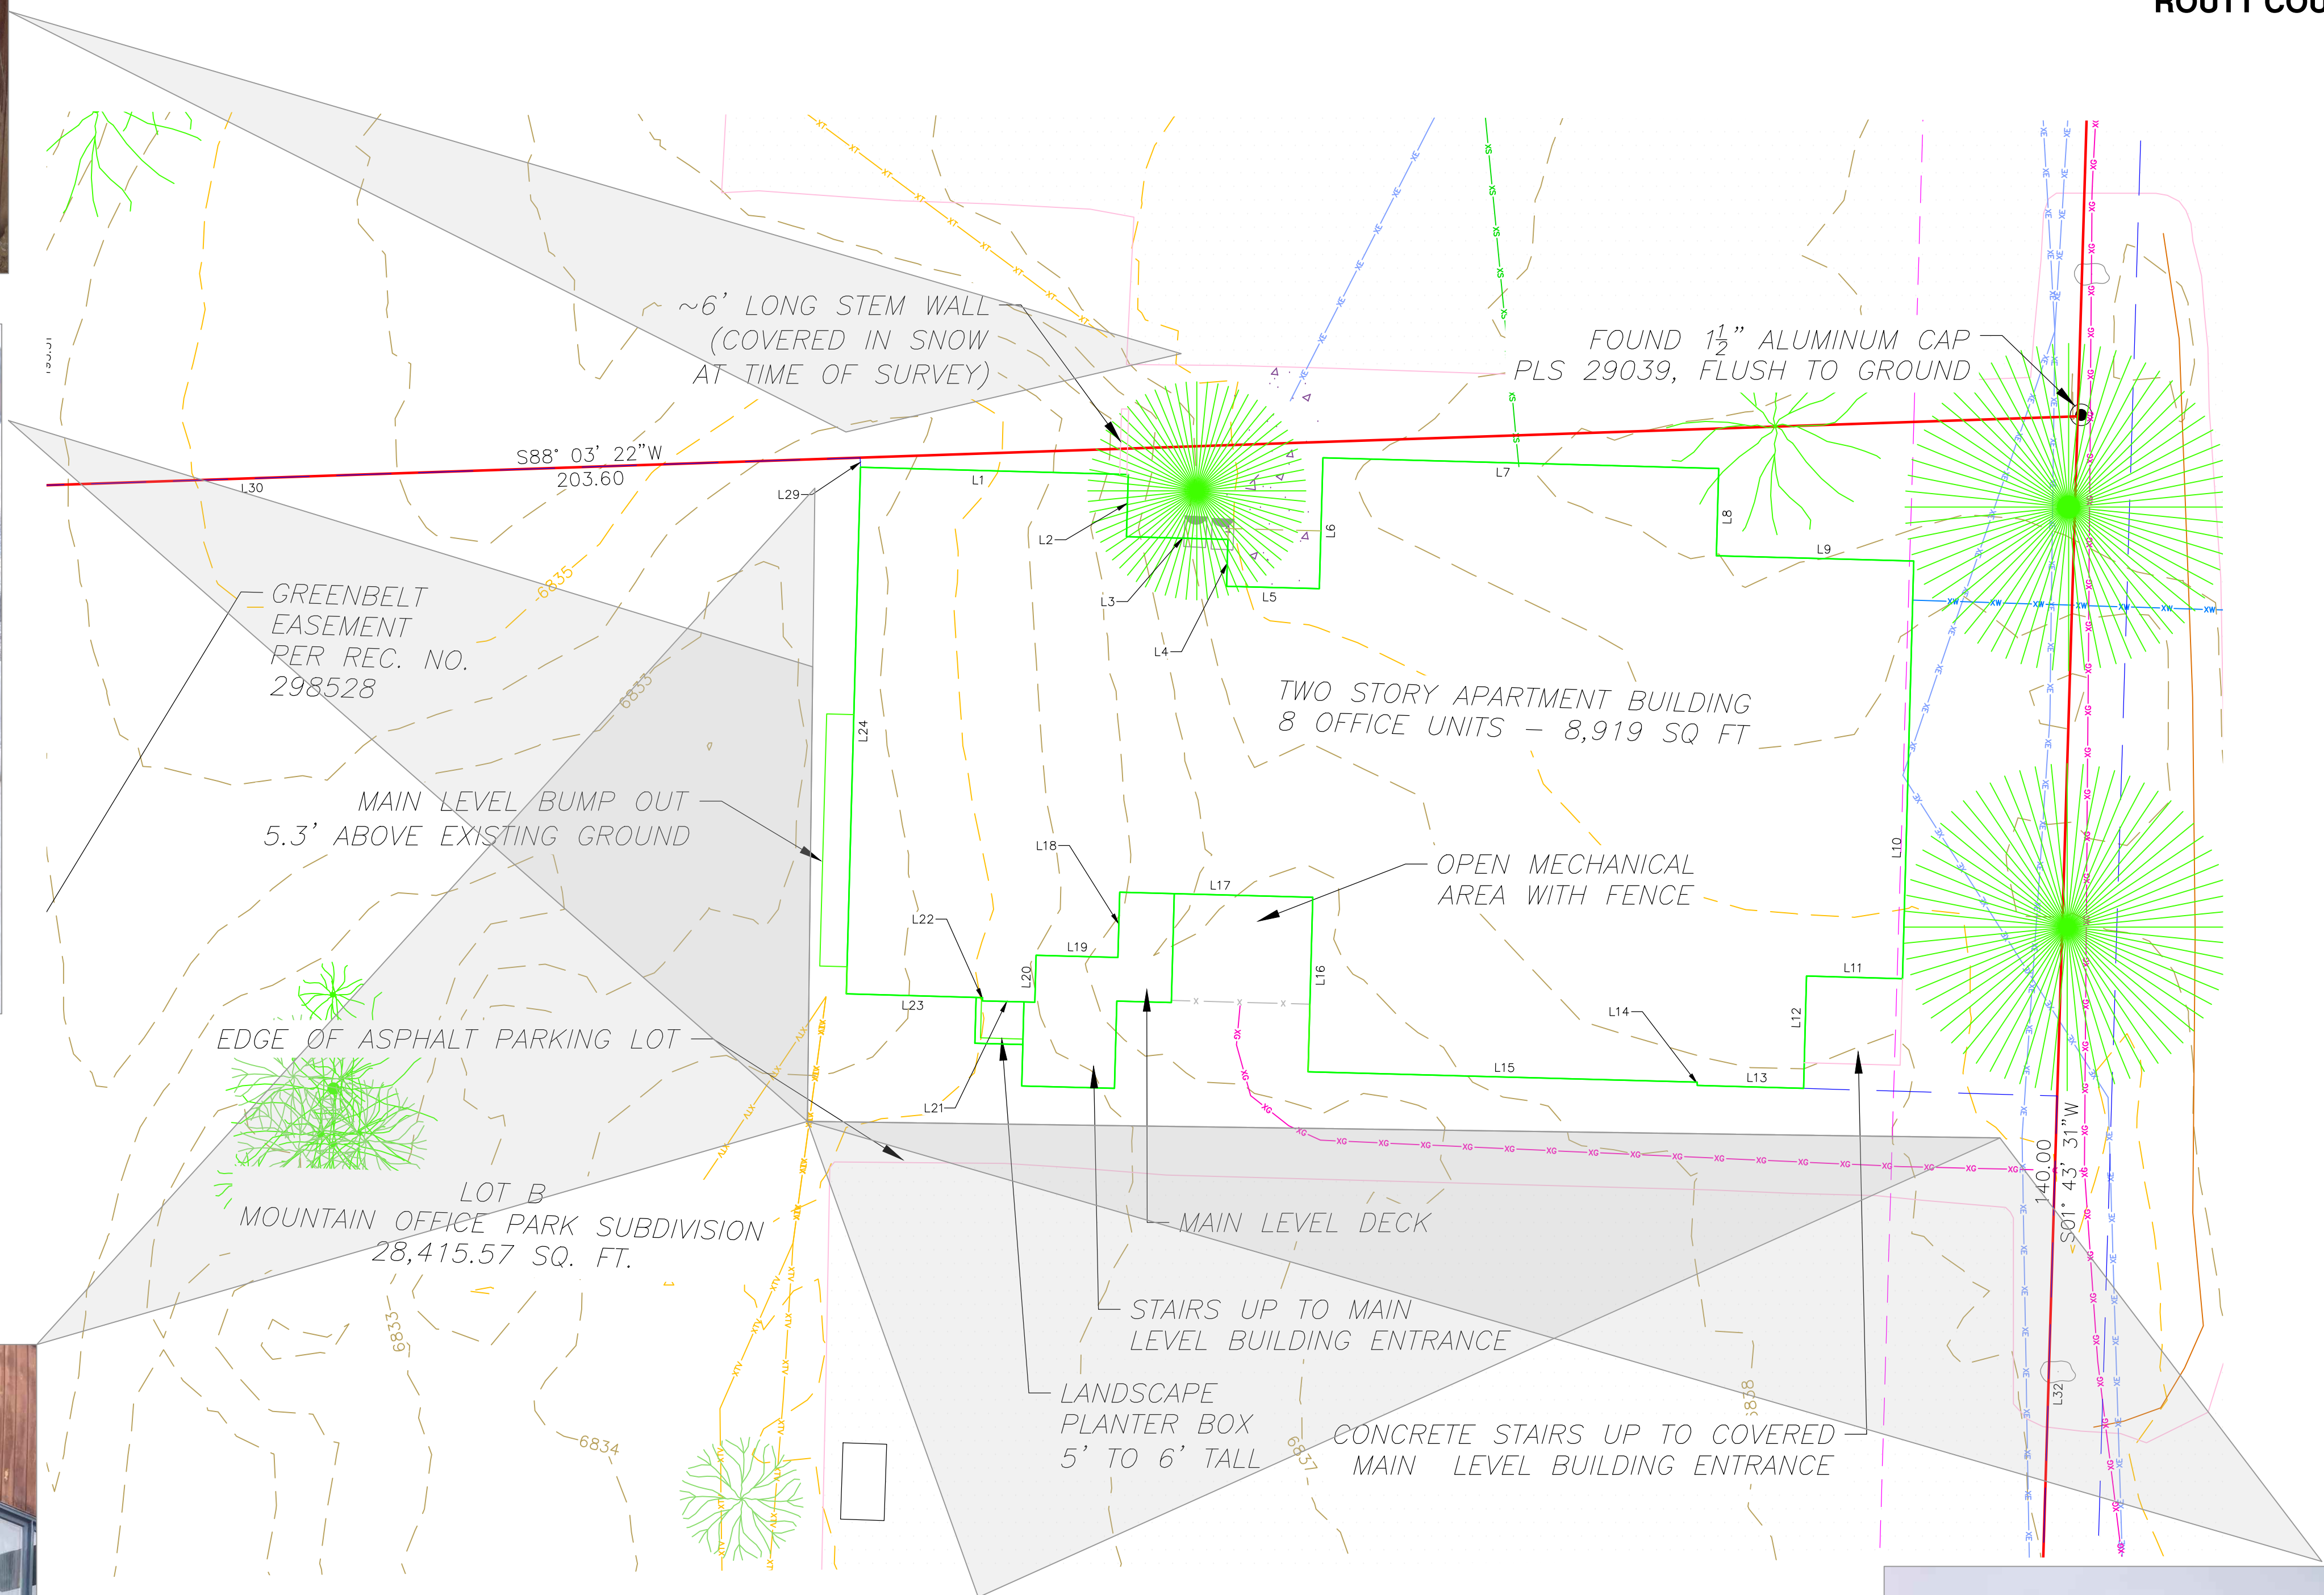 ROUTT COU
~6' LONG STEM WALL
(COVERED IN SNOW
AT TIME OF SURVEY)
FOUND 1½" ALUMINUM CAP
PLS 29039, FLUSH TO GROUND
S88° 03' 22"W
203.60
L30
L29
L1
L2
L3
L4
L5
L6
L7
L8
L9
6835
GREENBELT
EASEMENT
PER REC. NO.
298528
6833
L24
TWO STORY APARTMENT BUILDING
8 OFFICE UNITS – 8,919 SQ FT
MAIN LEVEL BUMP OUT
5.3' ABOVE EXISTING GROUND
L10
L18
L17
OPEN MECHANICAL
AREA WITH FENCE
L22
L19
L20
L16
L11
L23
L14
L12
EDGE OF ASPHALT PARKING LOT
L15
L13
L21
140.00
S01° 43' 31"W
LOT B
MOUNTAIN OFFICE PARK SUBDIVISION
28,415.57 SQ. FT.
MAIN LEVEL DECK
STAIRS UP TO MAIN
LEVEL BUILDING ENTRANCE
6833
LANDSCAPE
PLANTER BOX
5' TO 6' TALL
6838
L32
CONCRETE STAIRS UP TO COVERED
MAIN LEVEL BUILDING ENTRANCE
6834
6837